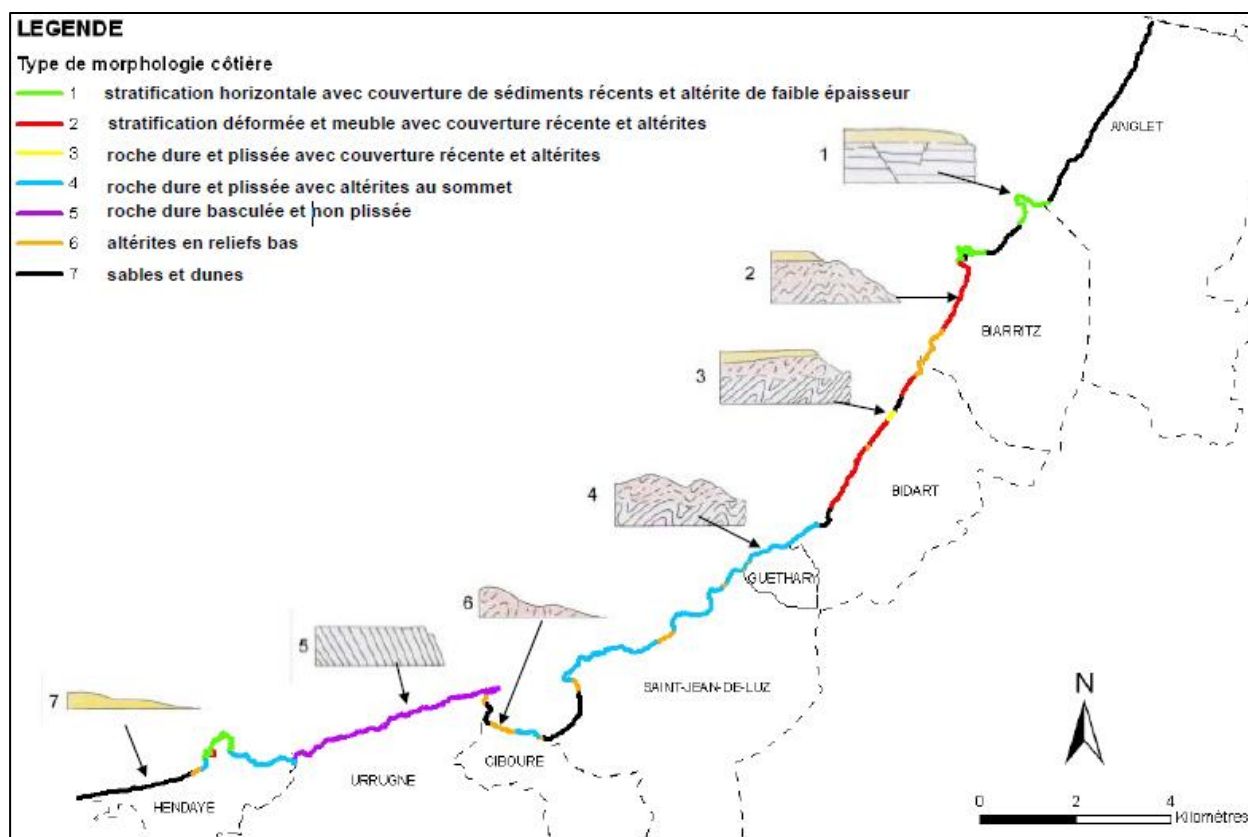 LEGENDE
Type de morphologie côtière
1 stratification horizontale avec couverture de sédiments récents et altérite de faible épaisseur
2 stratification déformée et meuble avec couverture récente et altérites
3 roche dure et plissée avec couverture récente et altérites
4 roche dure et plissée avec altérites au sommet
5 roche dure basculée et non plissée
6 altérites en reliefs bas
7 sables et dunes
ANGLET
1
2
BIARRITZ
3
BIDART
4
GUETHARY
6
5
SAINT-JEAN-DE-LUZ
7
CIBOURE
URRUGNE
HENDAYE
N
0 2 4
Kilomètres